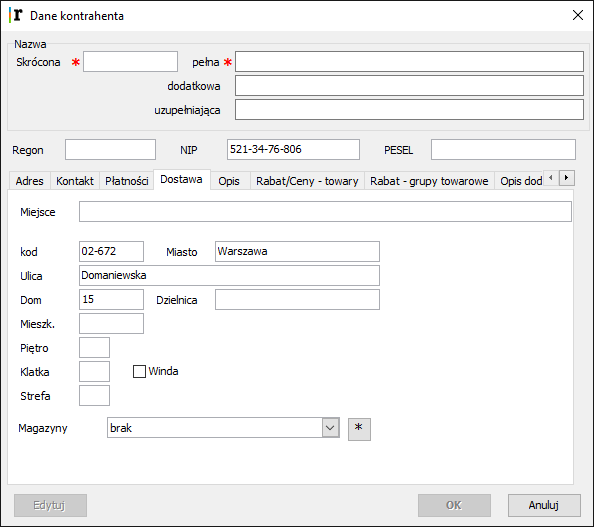 r Dane kontrahenta
Nazwa
Skrócona * pełna *
dodatkowa
uzupełniająca
Regon NIP 521-34-76-806 PESEL
Adres Kontakt Płatności Dostawa Opis Rabat/Ceny - towary Rabat - grupy towarowe Opis dod
Miejsce
kod 02-672 Miasto Warszawa
Ulica Domaniewska
Dom 15 Dzielnica
Mieszk.
Piętro
Klatka Winda
Strefa
Magazyny brak *
Edytuj OK Anuluj